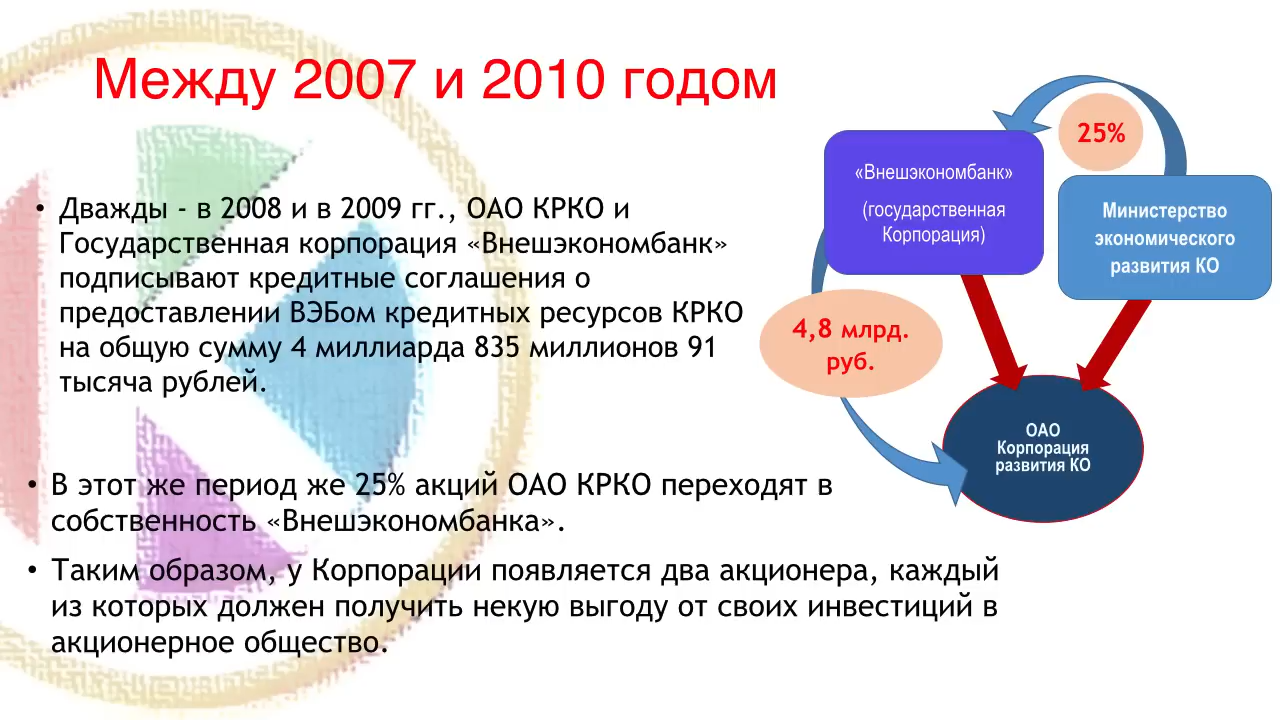 Между 2007 и 2010 годом
• Дважды - в 2008 и в 2009 гг., ОАО КРКО и
Государственная корпорация «Внешэкономбанк»
подписывают кредитные соглашения о
предоставлении ВЭБом кредитных ресурсов КРКО
на общую сумму 4 миллиарда 835 миллионов 91
тысяча рублей.
• В этот же период же 25% акций ОАО КРКО переходят в
собственность «Внешэкономбанка».
• Таким образом, у Корпорации появляется два акционера, каждый
из которых должен получить некую выгоду от своих инвестиций в
акционерное общество.
25%
«Внешэкономбанк»
(государственная
Корпорация)
Министерство
экономического
развития КО
4,8 млрд.
руб.
ОАО
Корпорация
развития КО